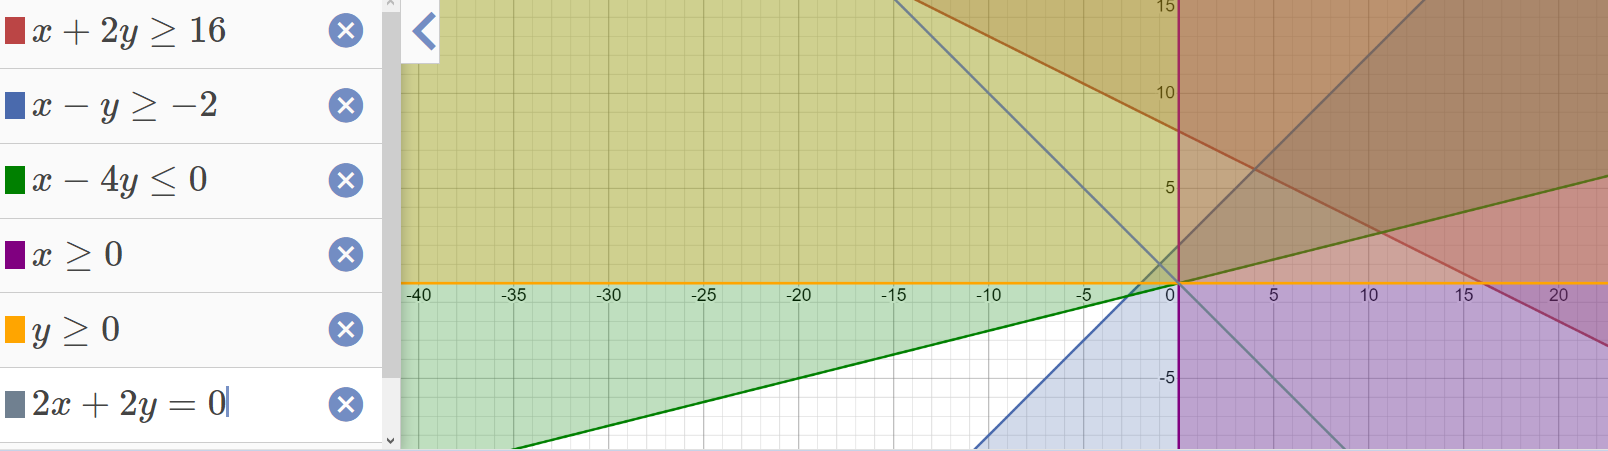 x + 2y ≥ 16
x − y ≥ −2
x − 4y ≤ 0
x ≥ 0
y ≥ 0
2x + 2y = 0
15
10
5
-40 -35 -30 -25 -20 -15 -10 -5 0 5 10 15 20
-5